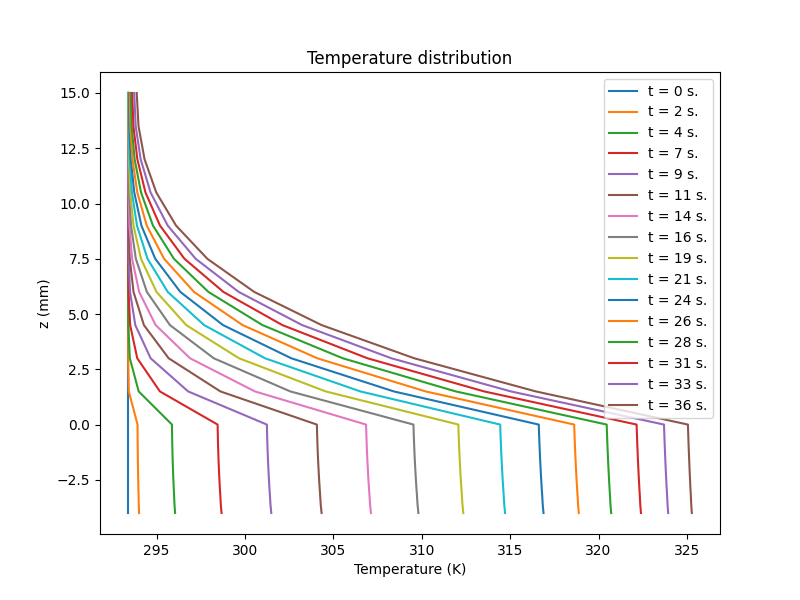 Temperature distribution
15.0
12.5
10.0
7.5
5.0
2.5
0.0
−2.5
z (mm)
t = 0 s.
t = 2 s.
t = 4 s.
t = 7 s.
t = 9 s.
t = 11 s.
t = 14 s.
t = 16 s.
t = 19 s.
t = 21 s.
t = 24 s.
t = 26 s.
t = 28 s.
t = 31 s.
t = 33 s.
t = 36 s.
295 300 305 310 315 320 325
Temperature (K)